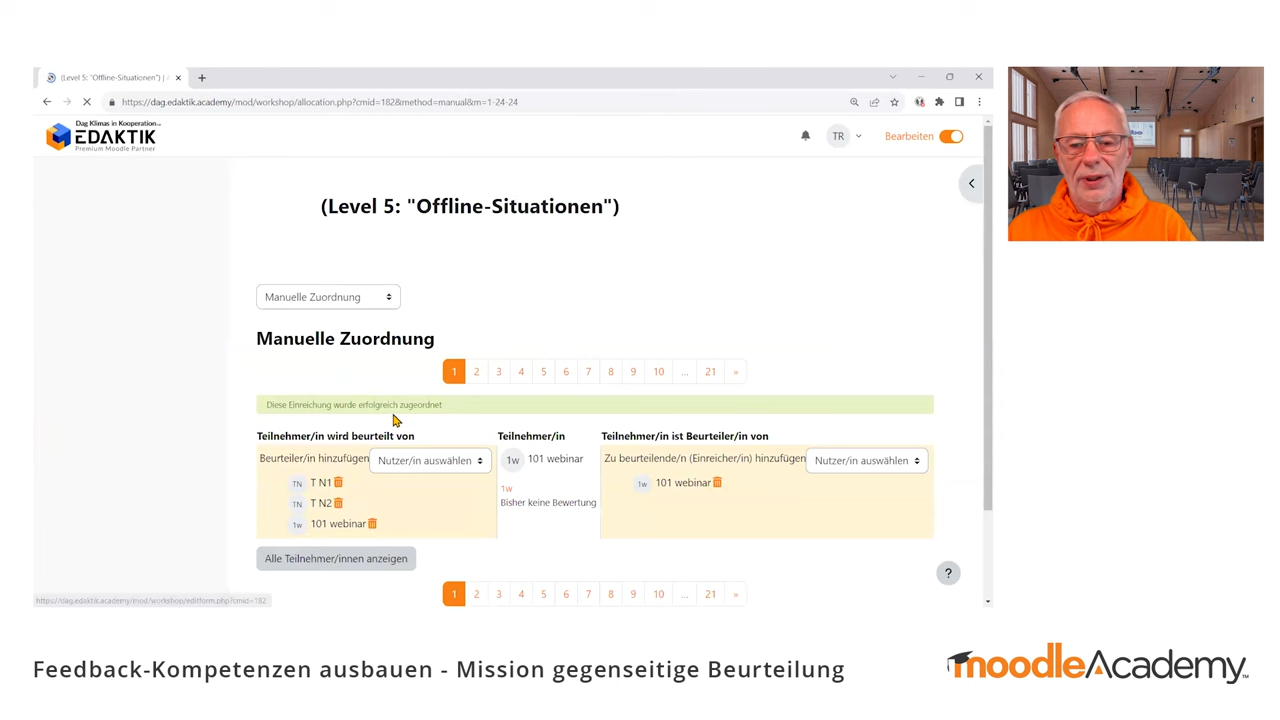 (Level 5: "Offline-Situationen") |
https://dag.edaktik.academy/mod/workshop/allocation.php?cmid=182&method=manual&m=1-24-24
Dag Klimas in Kooperation
EDAKTIK
Premium Moodle Partner
TR
Bearbeiten
(Level 5: "Offline-Situationen")
Manuelle Zuordnung
Manuelle Zuordnung
1 2 3 4 5 6 7 8 9 10 ... 21 »
Diese Einreichung wurde erfolgreich zugeordnet
Teilnehmer/in wird beurteilt von Teilnehmer/in Teilnehmer/in ist Beurteiler/in von
Beurteiler/in hinzufügen Nutzer/in auswählen 1w 101 webinar Zu beurteilende/n (Einreicher/in) hinzufügen Nutzer/in auswählen
TN T N1 1w 1w 101 webinar
TN T N2 Bisher keine Bewertung
1w 101 webinar
Alle Teilnehmer/innen anzeigen
?
1 2 3 4 5 6 7 8 9 10 ... 21 »
https://dag.edaktik.academy/mod/workshop/editform.php?cmid=182
Feedback-Kompetenzen ausbauen - Mission gegenseitige Beurteilung
moodleAcademy™